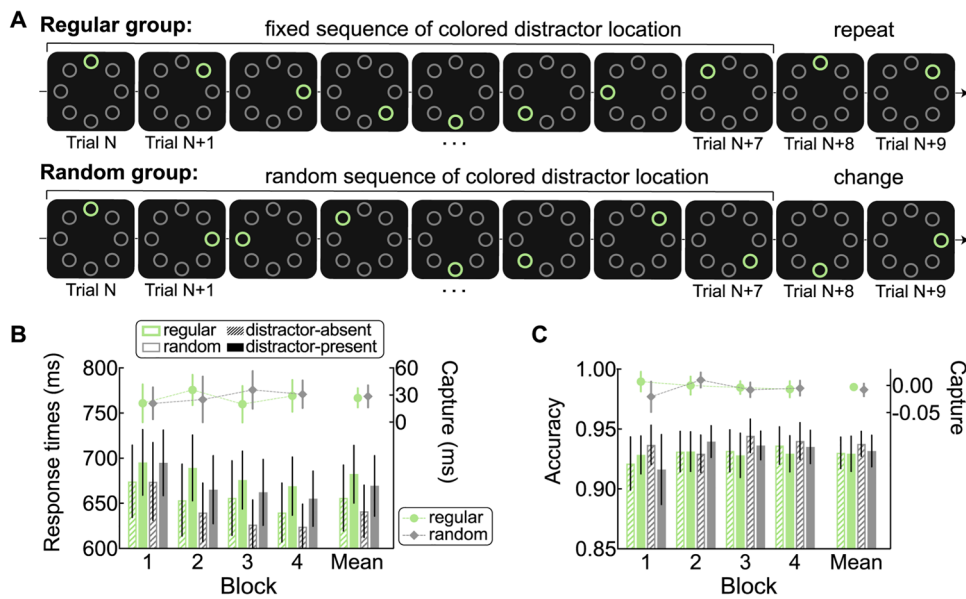 A
Regular group: fixed sequence of colored distractor location repeat
Trial N Trial N+1 ... Trial N+7 Trial N+8 Trial N+9
Random group: random sequence of colored distractor location change
Trial N Trial N+1 ... Trial N+7 Trial N+8 Trial N+9
B
regular distractor-absent
random distractor-present
Response times (ms)
800
750
700
650
600
60
30
0
Capture (ms)
regular
random
1 2 3 4 Mean
Block
C
Accuracy
1.00
0.95
0.90
0.85
0.00
-0.05
Capture
1 2 3 4 Mean
Block